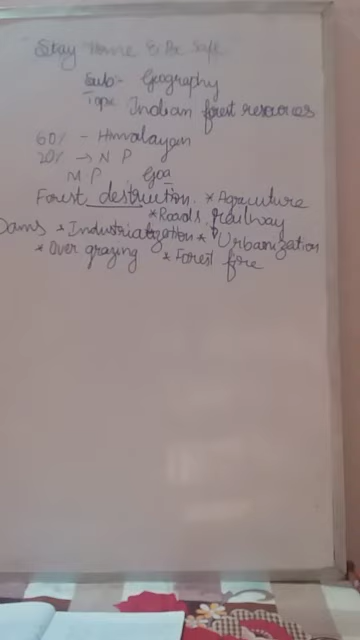 Stay Home & Be Safe
Sub:- Geography
Topic Indian forest resources
60% - Himalayan
20% → N P
M P Goa
Forest destruction. * Agriculture
* Roads, railway
Dams * Industrialization * Urbanization
* Over grazing * Forest fire